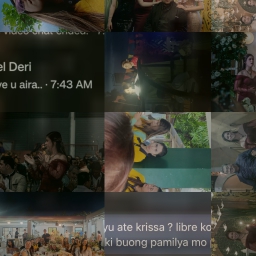 video chat ended.
el Deri
ve u aira.. · 7:43 AM
yu ate krissa ? libre ko
ki buong pamilya mo